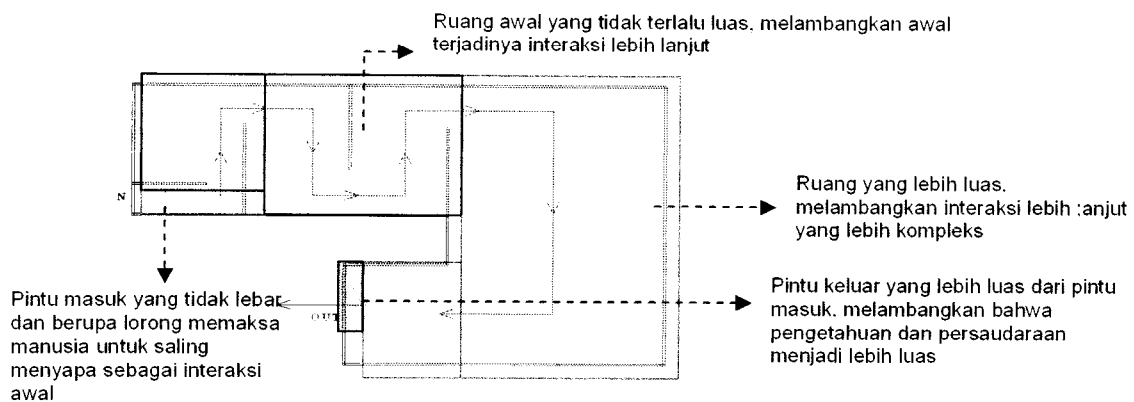 Ruang awal yang tidak terlalu luas, melambangkan awal
terjadinya interaksi lebih lanjut
Ruang yang lebih luas.
melambangkan interaksi lebih ;anjut
yang lebih kompleks
Pintu masuk yang tidak lebar
dan berupa lorong memaksa
manusia untuk saling
menyapa sebagai interaksi
awal
Pintu keluar yang lebih luas dari pintu
masuk. melambangkan bahwa
pengetahuan dan persaudaraan
menjadi lebih luas
OUT